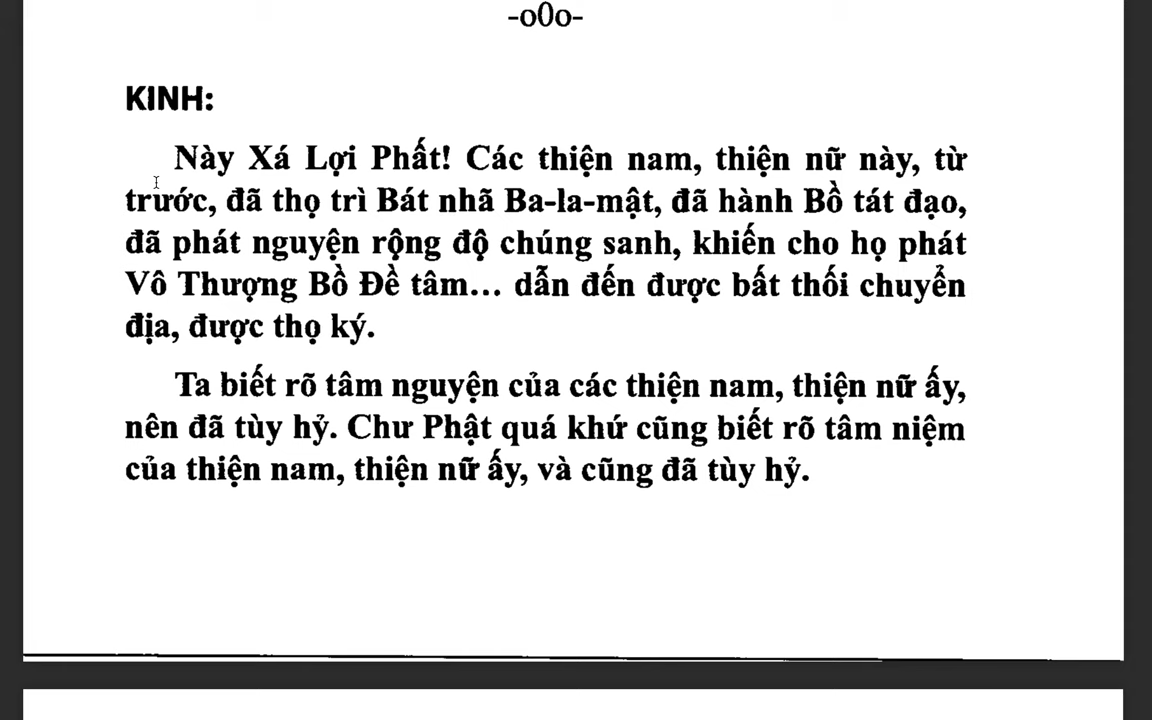 -o0o-
KINH:
Này Xá Lợi Phất! Các thiện nam, thiện nữ này, từ
trước, đã thọ trì Bát nhã Ba-la-mật, đã hành Bồ tát đạo,
đã phát nguyện rộng độ chúng sanh, khiến cho họ phát
Vô Thượng Bồ Đề tâm... dẫn đến được bất thối chuyển
địa, được thọ ký.
Ta biết rõ tâm nguyện của các thiện nam, thiện nữ ấy,
nên đã tùy hỷ. Chư Phật quá khứ cũng biết rõ tâm niệm
của thiện nam, thiện nữ ấy, và cũng đã tùy hỷ.